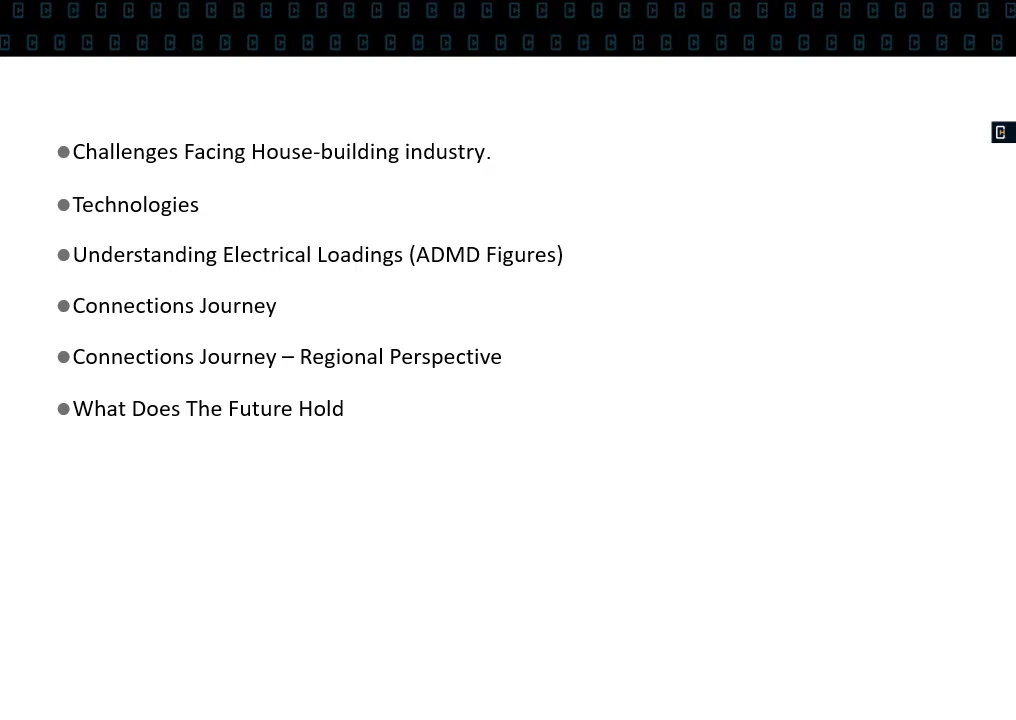 Challenges Facing House-building industry.
Technologies
Understanding Electrical Loadings (ADMD Figures)
Connections Journey
Connections Journey – Regional Perspective
What Does The Future Hold